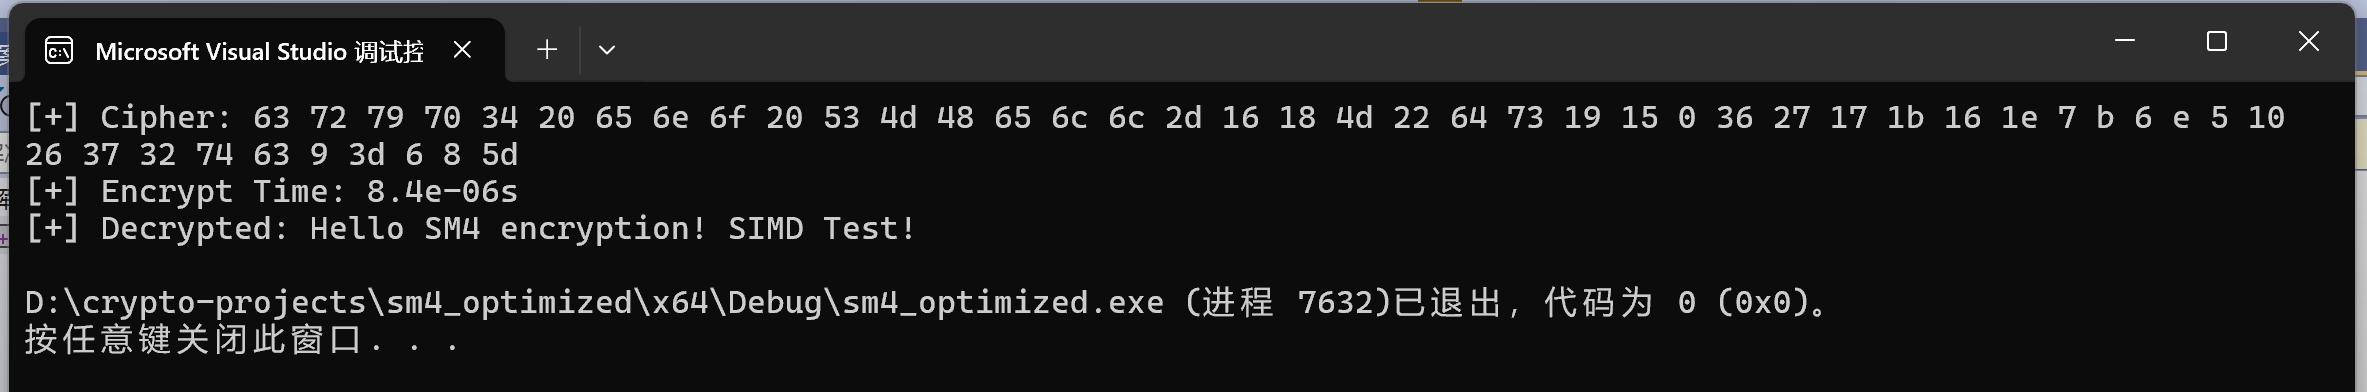 Microsoft Visual Studio 调试控
[+] Cipher: 63 72 79 70 34 20 65 6e 6f 20 53 4d 48 65 6c 6c 2d 16 18 4d 22 64 73 19 15 0 36 27 17 1b 16 1e 7 b 6 e 5 10
26 37 32 74 63 9 3d 6 8 5d
[+] Encrypt Time: 8.4e-06s
[+] Decrypted: Hello SM4 encryption! SIMD Test!
D:\crypto-projects\sm4_optimized\x64\Debug\sm4_optimized.exe (进程 7632)已退出，代码为 0 (0x0)。
按任意键关闭此窗口. . .